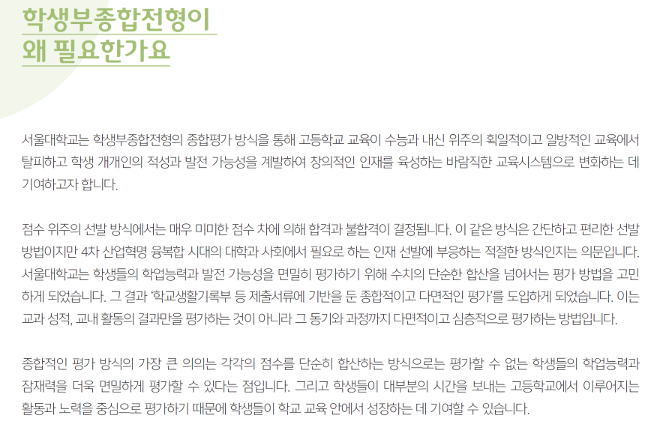 학생부종합전형이
왜 필요한가요
서울대학교는 학생부종합전형의 종합평가 방식을 통해 고등학교 교육이 수능과 내신 위주의 획일적이고 일방적인 교육에서
탈피하고 학생 개개인의 적성과 발전 가능성을 계발하여 창의적인 인재를 육성하는 바람직한 교육시스템으로 변화하는 데
기여하고자 합니다.
점수 위주의 선발 방식에서는 매우 미미한 점수 차에 의해 합격과 불합격이 결정됩니다. 이 같은 방식은 간단하고 편리한 선발
방법이지만 4차 산업혁명 융복합 시대의 대학과 사회에서 필요로 하는 인재 선발에 부응하는 적절한 방식인지는 의문입니다.
서울대학교는 학생들의 학업능력과 발전 가능성을 면밀히 평가하기 위해 수치의 단순한 합산을 넘어서는 평가 방법을 고민
하게 되었습니다. 그 결과 '학교생활기록부 등 제출서류에 기반을 둔 종합적이고 다면적인 평가'를 도입하게 되었습니다. 이는
교과 성적, 교내 활동의 결과만을 평가하는 것이 아니라 그 동기와 과정까지 다면적이고 심층적으로 평가하는 방법입니다.
종합적인 평가 방식의 가장 큰 의의는 각각의 점수를 단순히 합산하는 방식으로는 평가할 수 없는 학생들의 학업능력과
잠재력을 더욱 면밀하게 평가할 수 있다는 점입니다. 그리고 학생들이 대부분의 시간을 보내는 고등학교에서 이루어지는
활동과 노력을 중심으로 평가하기 때문에 학생들이 학교 교육 안에서 성장하는 데 기여할 수 있습니다.